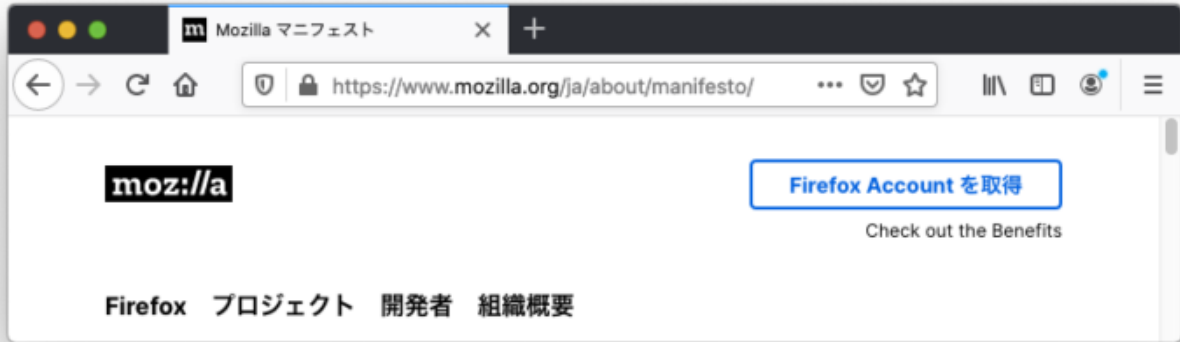 m Mozilla マニフェスト
https://www.mozilla.org/ja/about/manifesto/
moz://a
Firefox Account を取得
Check out the Benefits
Firefox プロジェクト 開発者 組織概要